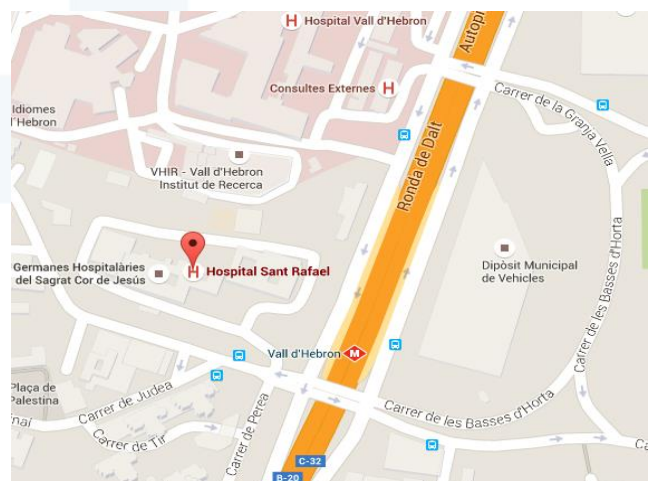 Hospital Vall d'Hebron
Autopi
Consultes Externes
Carrer de la Granja Vella
Idiomes
d'Hebron
Ronda de Dalt
VHIR - Vall d'Hebron
Institut de Recerca
Carrer de les Basses d'Horta
Dipòsit Municipal
de Vehicles
Germanes Hospitalàries
del Sagrat Cor de Jesús
Hospital Sant Rafael
Vall d'Hebron
M
Plaça de
Palestina
Carrer de Judea
Carrer de les Basses d'Horta
naí
Carrer de Tir
Carrer de Perea
Ca
C-32
B-20
H
H
H